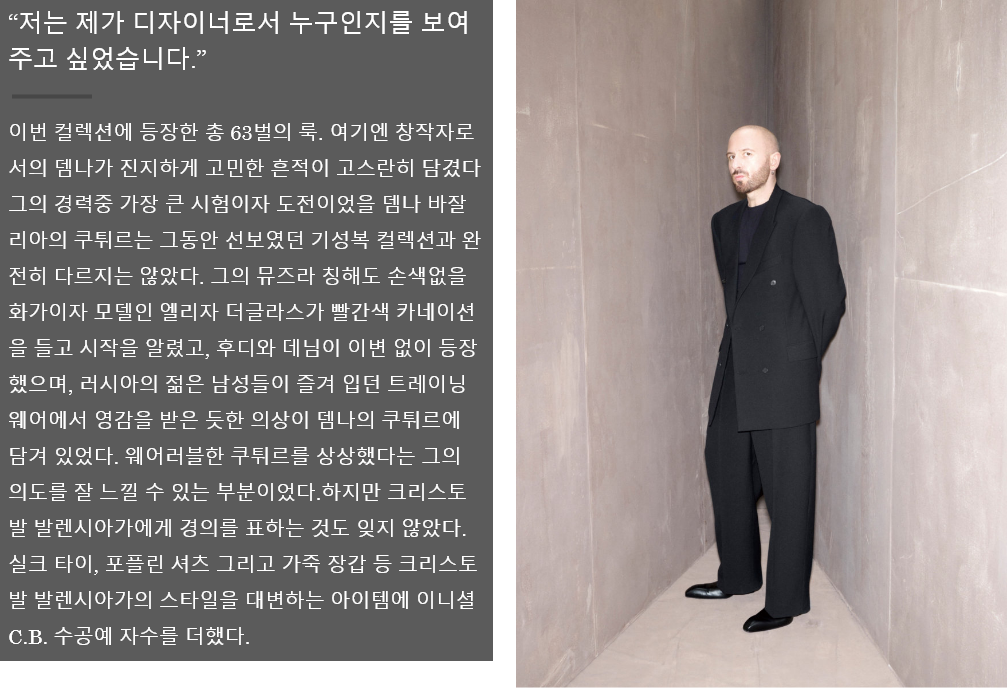 “저는 제가 디자이너로서 누구인지를 보여
주고 싶었습니다.”
이번 컬렉션에 등장한 총 63벌의 룩. 여기엔 창작자로
서의 뎀나가 진지하게 고민한 흔적이 고스란히 담겼다
그의 경력중 가장 큰 시험이자 도전이었을 뎀나 바잘
리아의 쿠튀르는 그동안 선보였던 기성복 컬렉션과 완
전히 다르지는 않았다. 그의 뮤즈라 칭해도 손색없을
화가이자 모델인 엘리자 더글라스가 빨간색 카네이션
을 들고 시작을 알렸고, 후디와 데님이 이변 없이 등장
했으며, 러시아의 젊은 남성들이 즐겨 입던 트레이닝
웨어에서 영감을 받은 듯한 의상이 뎀나의 쿠튀르에
담겨 있었다. 웨어러블한 쿠튀르를 상상했다는 그의
의도를 잘 느낄 수 있는 부분이었다.하지만 크리스토
발 발렌시아가에게 경의를 표하는 것도 잊지 않았다.
실크 타이, 포플린 셔츠 그리고 가죽 장갑 등 크리스토
발 발렌시아가의 스타일을 대변하는 아이템에 이니셜
C.B. 수공예 자수를 더했다.